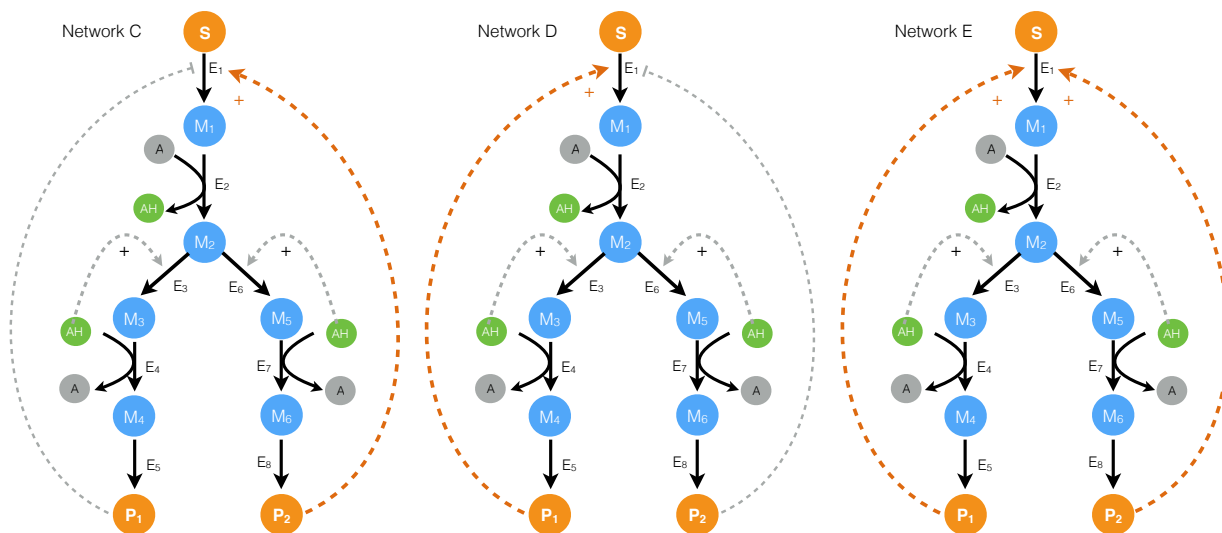 Network C
S
E1
+
M1
A
E2
AH
M2
+
+
E3
E6
M3
M5
AH
AH
E4
E7
A
A
M4
M6
E5
E8
P1
P2
Network D
S
E1
+
M1
A
E2
AH
M2
+
+
E3
E6
M3
M5
AH
AH
E4
E7
A
A
M4
M6
E5
E8
P1
P2
Network E
S
E1
+
+
M1
A
E2
AH
M2
+
+
E3
E6
M3
M5
AH
AH
E4
E7
A
A
M4
M6
E5
E8
P1
P2